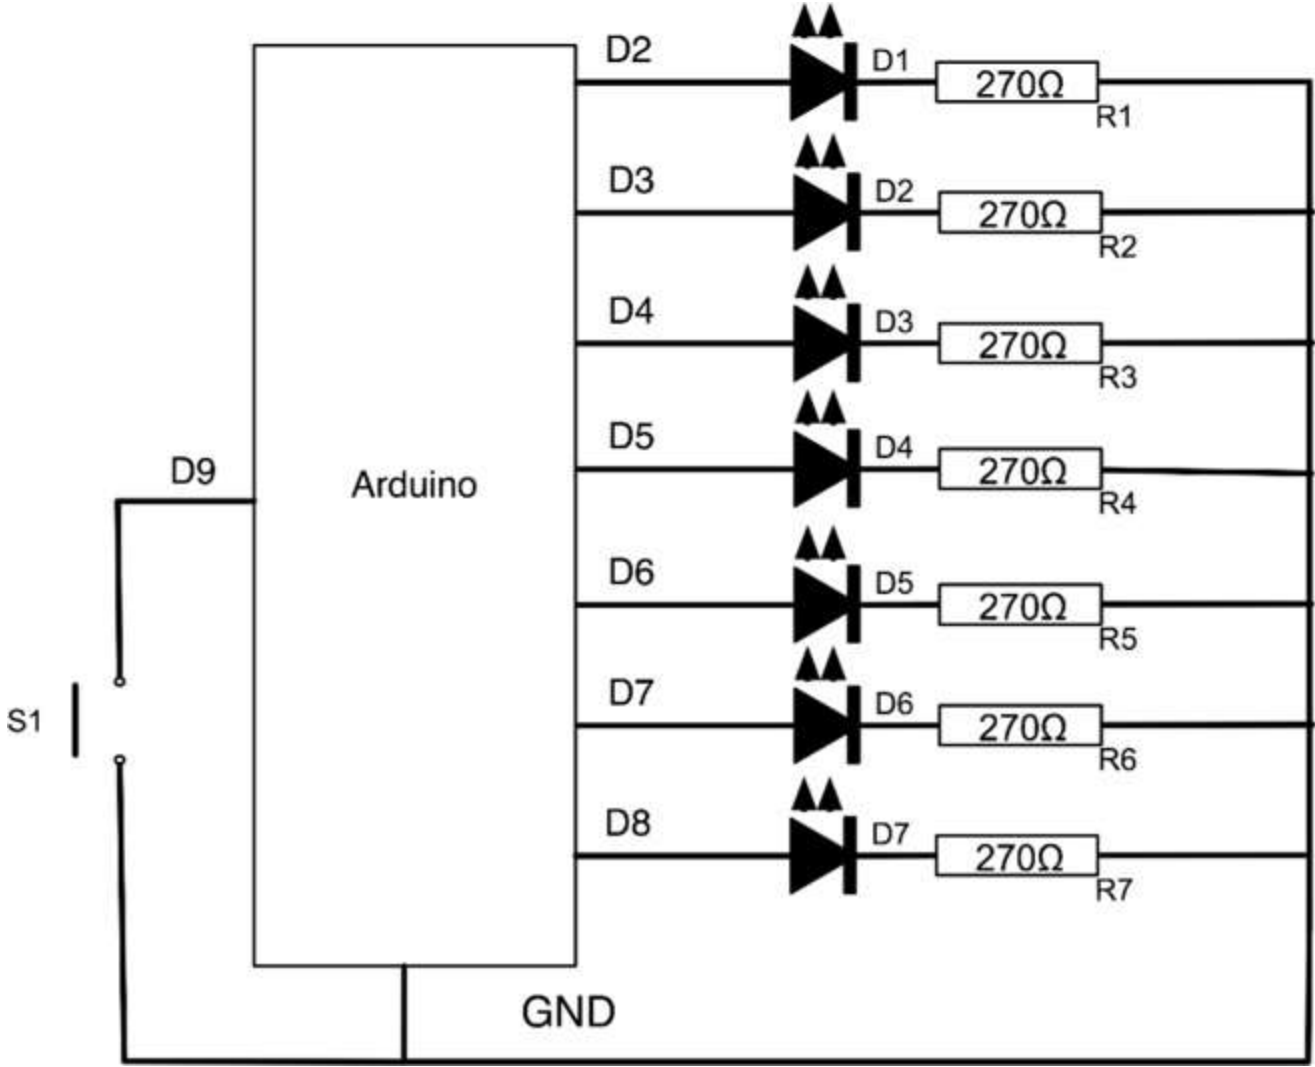 D2
D1
270Ω
R1
D3
D2
270Ω
R2
D4
D3
270Ω
R3
D5
D4
270Ω
R4
D9
Arduino
D6
D5
270Ω
R5
D7
D6
270Ω
R6
S1
D8
D7
270Ω
R7
GND